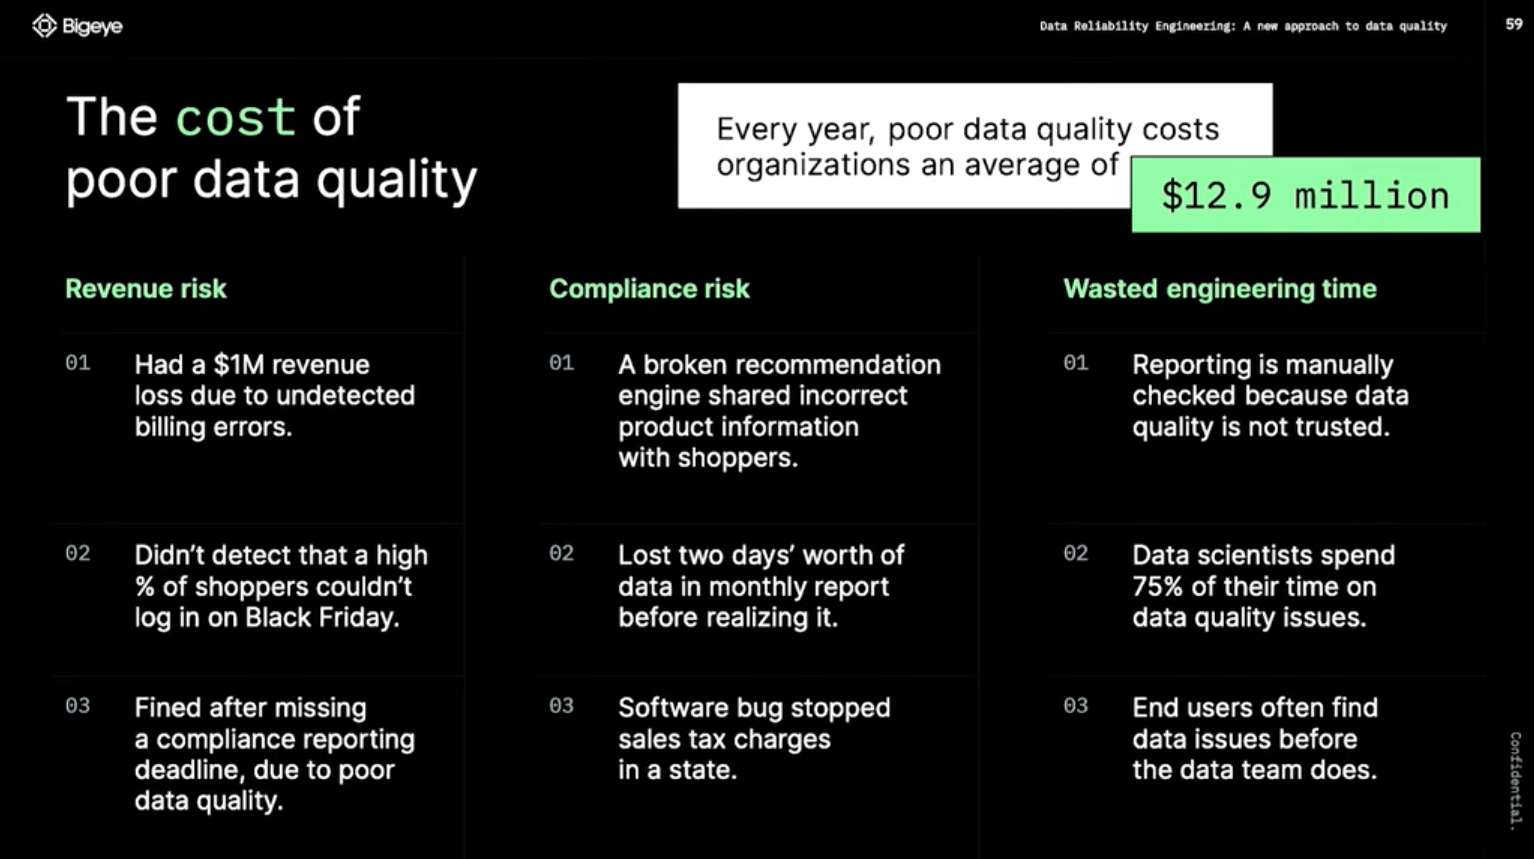 Bigeye
Data Reliability Engineering: A new approach to data quality
59
The cost of
poor data quality
Every year, poor data quality costs
organizations an average of
$12.9 million
Revenue risk
01
Had a $1M revenue
loss due to undetected
billing errors.
02
Didn't detect that a high
% of shoppers couldn't
log in on Black Friday.
03
Fined after missing
a compliance reporting
deadline, due to poor
data quality.
Compliance risk
01
A broken recommendation
engine shared incorrect
product information
with shoppers.
02
Lost two days' worth of
data in monthly report
before realizing it.
03
Software bug stopped
sales tax charges
in a state.
Wasted engineering time
01
Reporting is manually
checked because data
quality is not trusted.
02
Data scientists spend
75% of their time on
data quality issues.
03
End users often find
data issues before
the data team does.
Confidential.